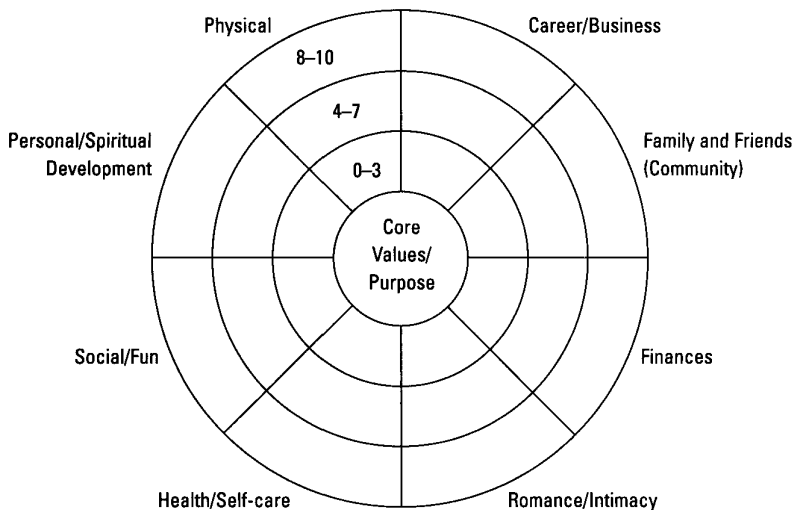 Physical
Career/Business
8–10
4–7
0–3
Personal/Spiritual
Development
Family and Friends
(Community)
Core
Values/
Purpose
Social/Fun
Finances
Health/Self-care
Romance/Intimacy